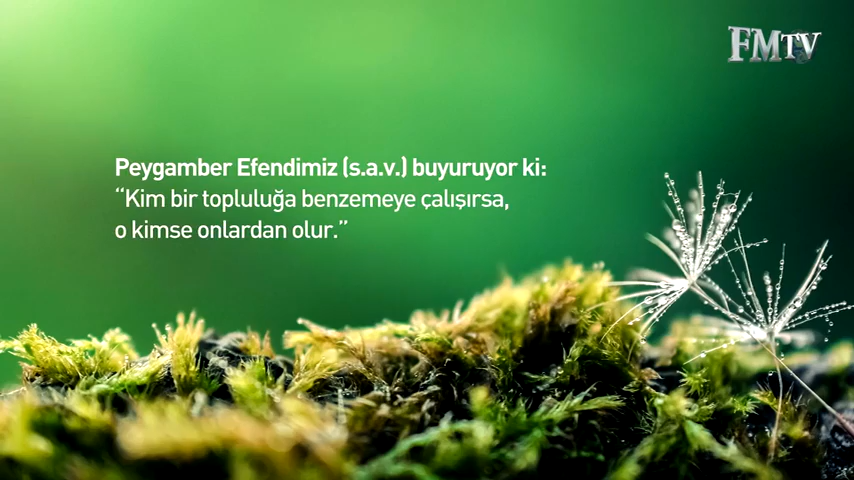 FMTV
Peygamber Efendimiz (s.a.v.) buyuruyor ki:
“Kim bir topluluğa benzemeye çalışırsa,
o kimse onlardan olur.”